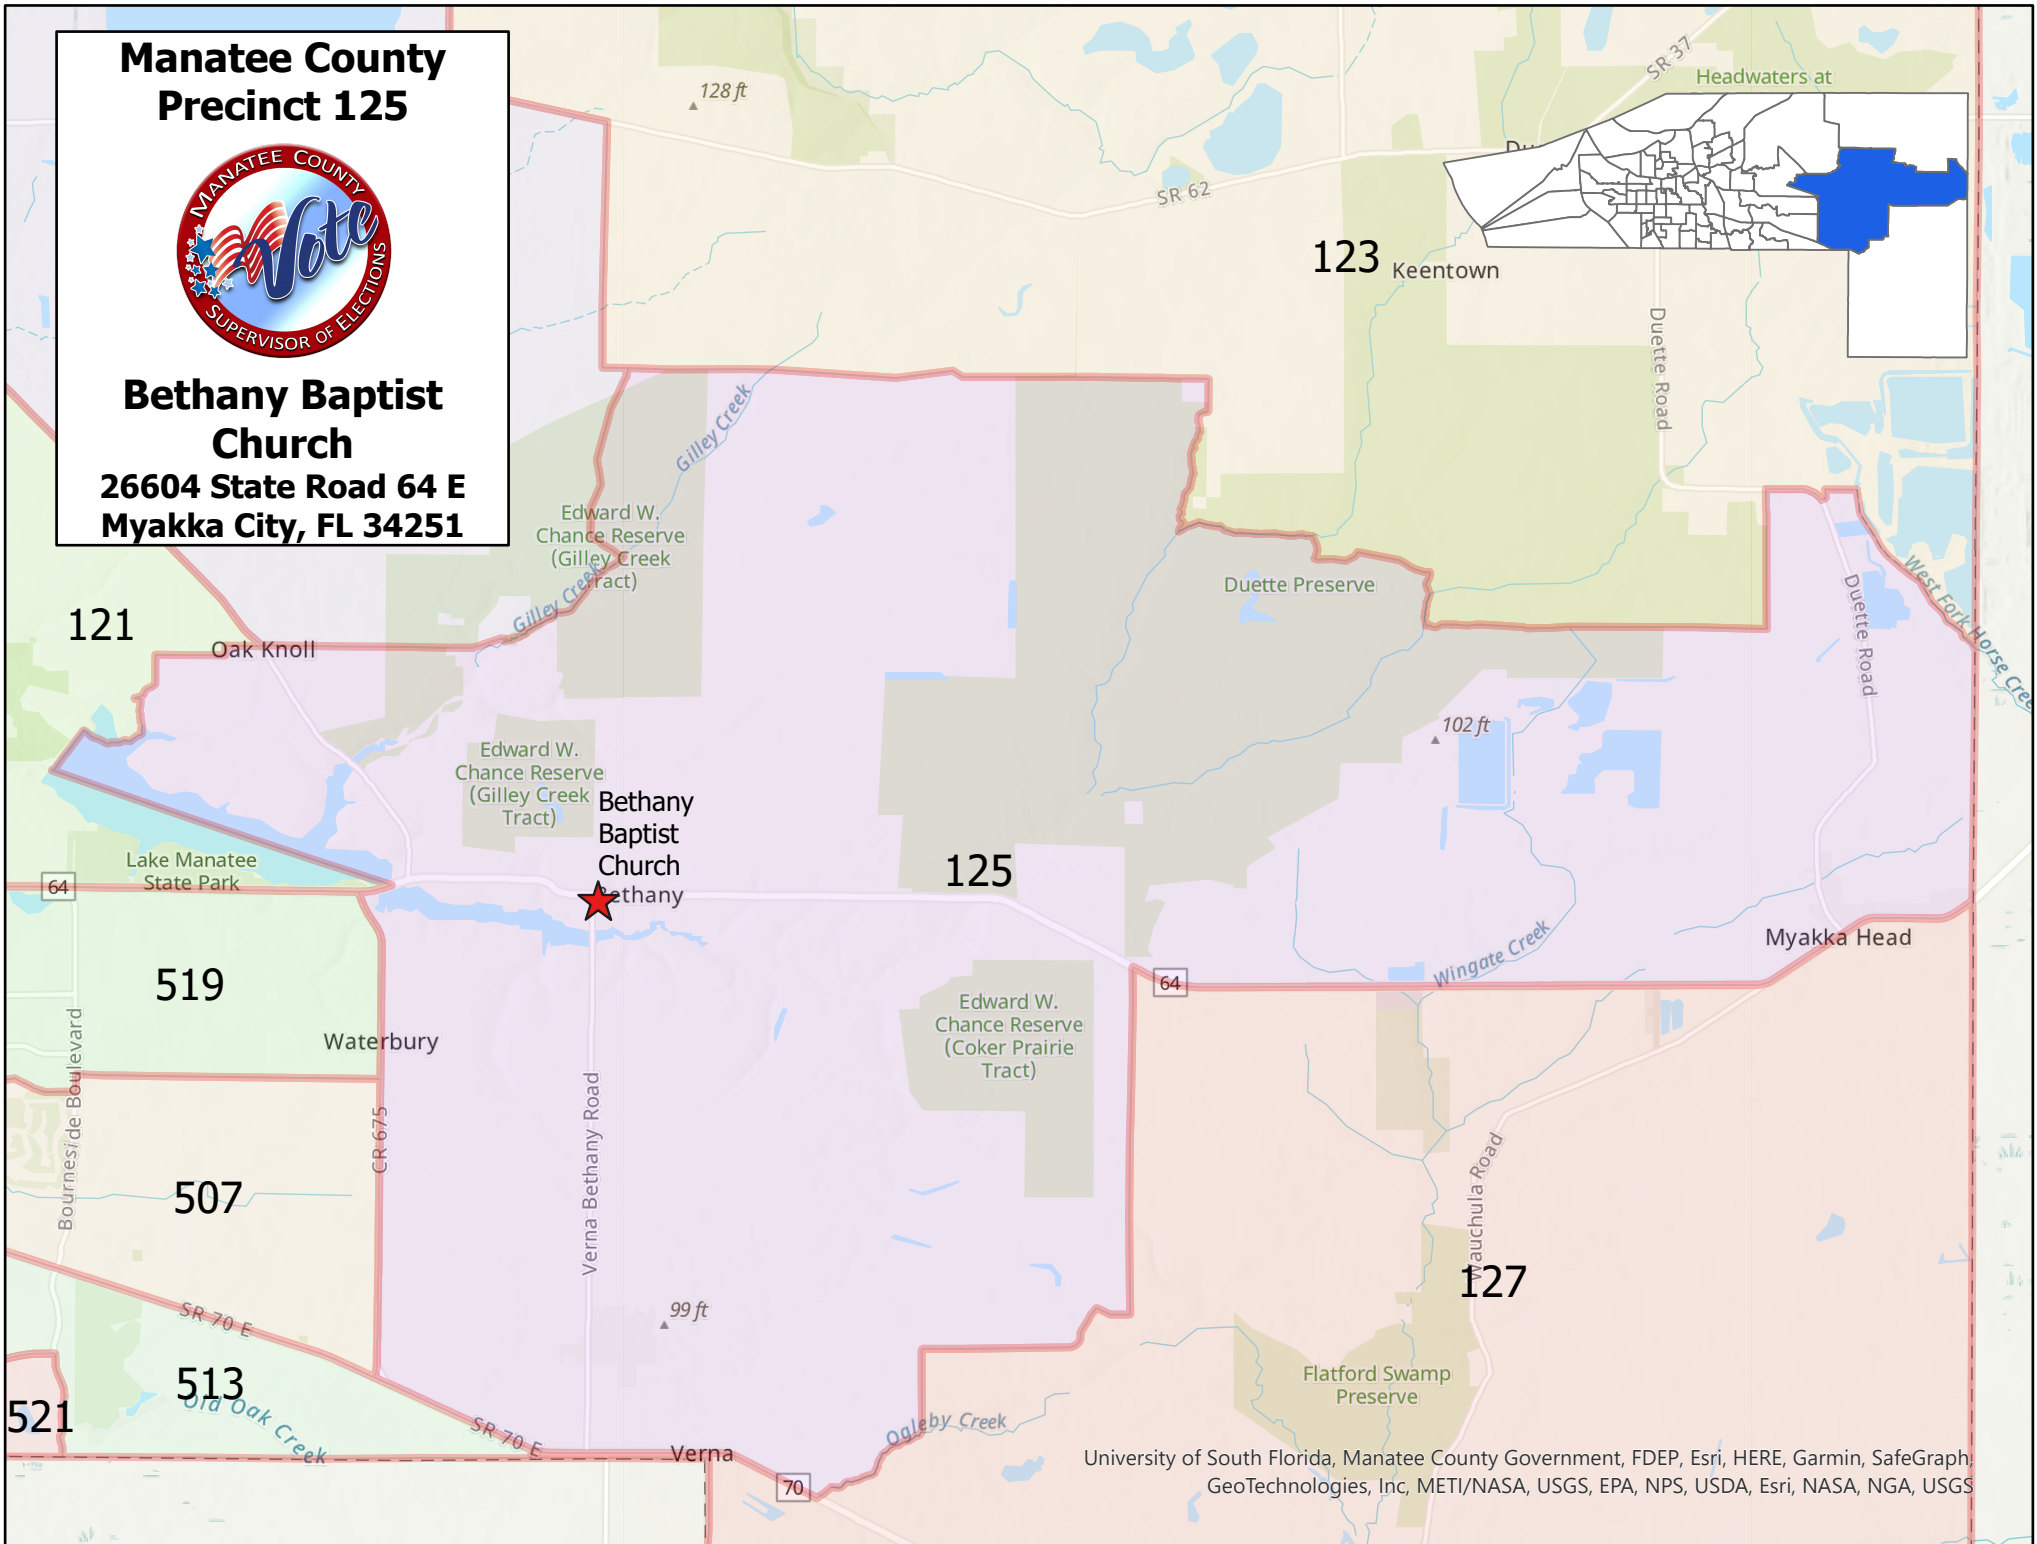 Manatee County
Precinct 125
MANATEE COUNTY
Vote
SUPERVISOR OF ELECTIONS
Bethany Baptist
Church
26604 State Road 64 E
Myakka City, FL 34251
128 ft
SR 37
Headwaters at
SR 62
123
Keentown
Duette Road
Gilley Creek
Edward W.
Chance Reserve
(Gilley Creek
Tract)
Gilley Creek
Duette Preserve
West Fork Horse Creek
Duette Road
121
Oak Knoll
102 ft
Edward W.
Chance Reserve
(Gilley Creek
Tract)
Bethany
Baptist
Church
Bethany
Lake Manatee
State Park
64
125
Myakka Head
Wingate Creek
64
519
Waterbury
Edward W.
Chance Reserve
(Coker Prairie
Tract)
Bourneside Boulevard
CR 675
Verna Bethany Road
Wauchula Road
507
127
SR 70 E
99 ft
513
Old Oak Creek
521
SR 70 E
Verna
Ogleby Creek
70
Flatford Swamp
Preserve
University of South Florida, Manatee County Government, FDEP, Esri, HERE, Garmin, SafeGraph,
GeoTechnologies, Inc, METI/NASA, USGS, EPA, NPS, USDA, Esri, NASA, NGA, USGS